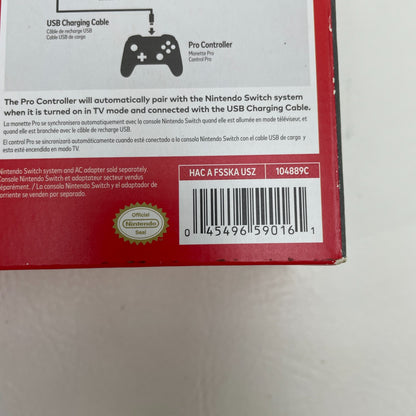 USB Charging Cable
Câble de recharge USB
Cable USB de carga
Pro Controller
Manette Pro
Control Pro
The Pro Controller will automatically pair with the Nintendo Switch system
when it is turned on in TV mode and connected with the USB Charging Cable.
La manette Pro se synchronisera automatiquement avec la console Nintendo Switch quand elle est allumée en mode téléviseur, et
quand elle est branchée avec le câble de recharge USB.
El control Pro se sincronizará automáticamente cuando esté conectado a la consola Nintendo Switch con el cable USB de carga y
esta esté encendida en modo TV.
Nintendo Switch system and AC adapter sold separately.
Console Nintendo Switch et adaptateur secteur vendus
séparément. / La consola Nintendo Switch y el adaptador de
corriente se venden por separado.
HAC A FSSKA USZ 104889C
Official
Nintendo
Seal
0 45496 59016 1